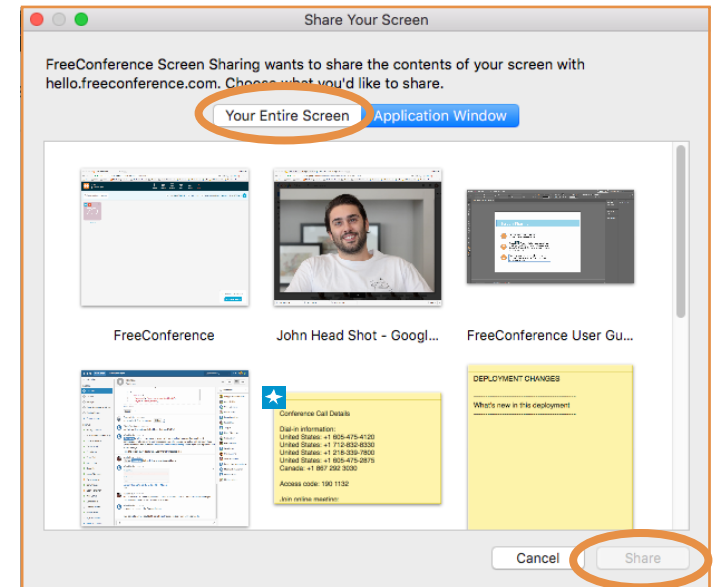 Share Your Screen
FreeConference Screen Sharing wants to share the contents of your screen with
hello.freeconference.com. Choose what you'd like to share.
Your Entire Screen
Application Window
FreeConference
John Head Shot - Googl...
FreeConference User Gu...
Conference Call Details
Dial-in information:
United States: +1 605-475-4120
United States: +1 712-832-8330
United States: +1 218-339-7800
United States: +1 605-475-2875
Canada: +1 867 292 3030
Access code: 190 1132
Join online meeting:
DEPLOYMENT CHANGES
What's new in this deployment
Cancel
Share